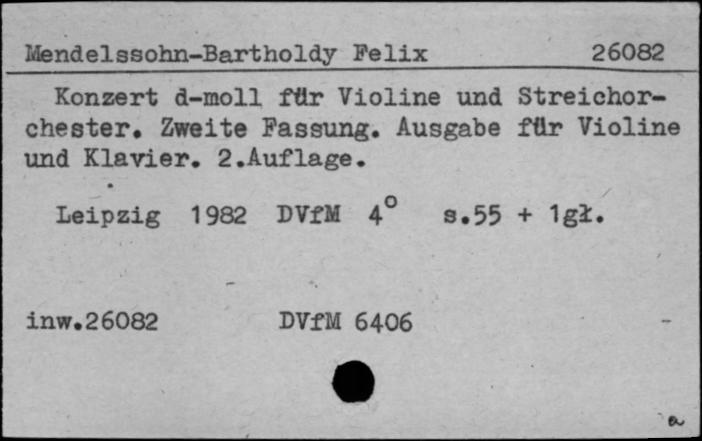 Mendelssohn-Bartholdy Felix 26082
Konzert d-moll für Violine und Streichor-
chester. Zweite Fassung. Ausgabe für Violine
und Klavier. 2.Auflage.
Leipzig 1982 DVfM 4° s.55 + 1gł.
inw.26082 DVfM 6406
a